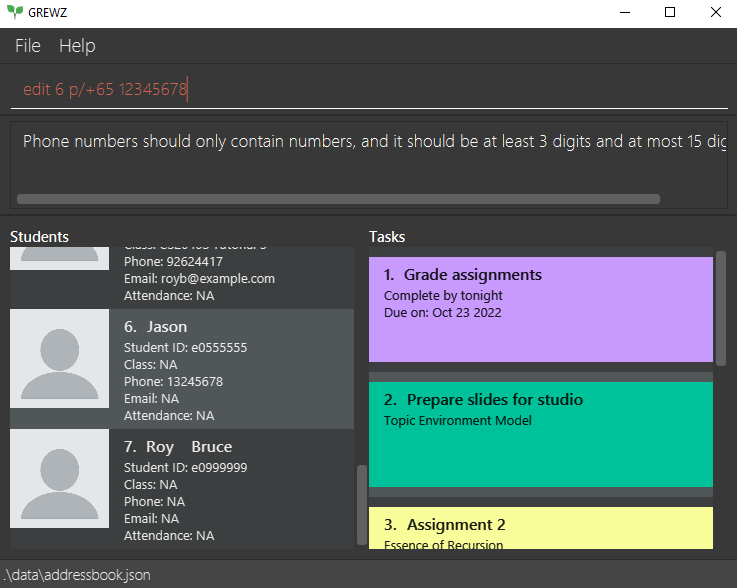 GREWZ
File Help
edit 6 p/+65 12345678
Phone numbers should only contain numbers, and it should be at least 3 digits and at most 15 dig
Students
Phone: 92624417
Email: royb@example.com
Attendance: NA
6. Jason
Student ID: e0555555
Class: NA
Phone: 13245678
Email: NA
Attendance: NA
7. Roy Bruce
Student ID: e0999999
Class: NA
Phone: NA
Email: NA
Attendance: NA
Tasks
1. Grade assignments
Complete by tonight
Due on: Oct 23 2022
2. Prepare slides for studio
Topic Environment Model
3. Assignment 2
Essence of Recursion
.\data\addressbook.json